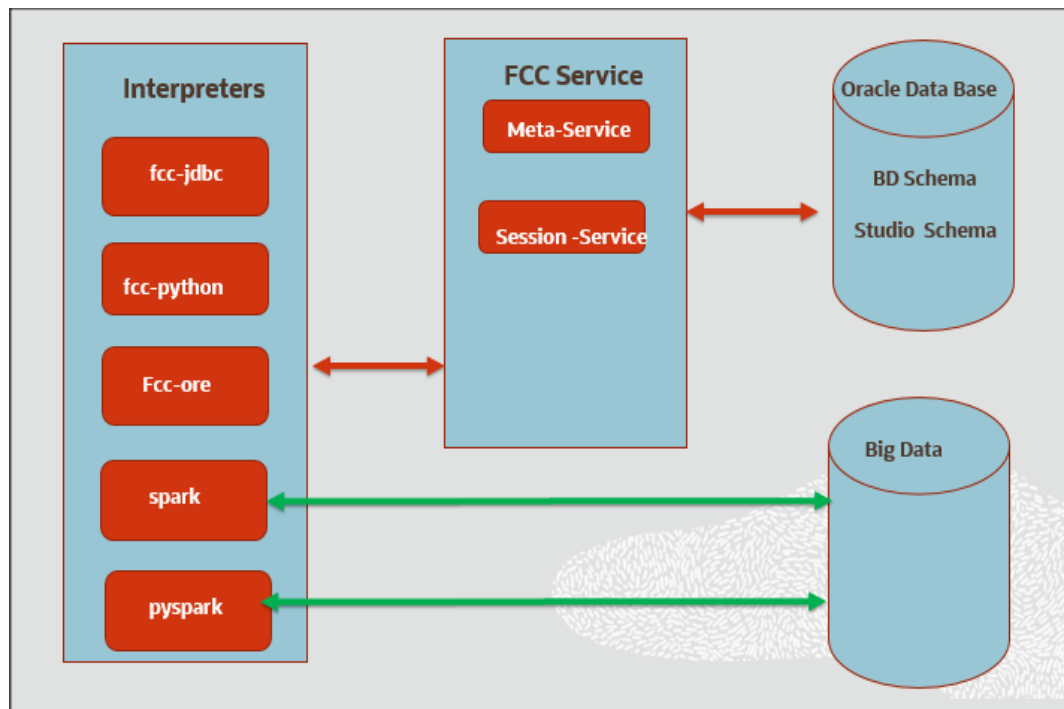 Interpreters
fcc-jdbc
fcc-python
Fcc-ore
spark
pyspark
FCC Service
Meta-Service
Session -Service
Oracle Data Base
BD Schema
Studio Schema
Big Data